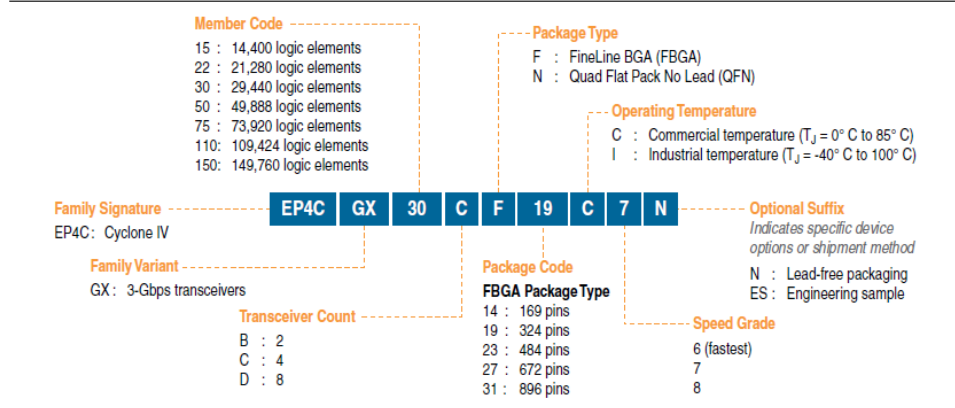 Member Code
15 : 14,400 logic elements
22 : 21,280 logic elements
30 : 29,440 logic elements
50 : 49,888 logic elements
75 : 73,920 logic elements
110: 109,424 logic elements
150: 149,760 logic elements
Package Type
F : FineLine BGA (FBGA)
N : Quad Flat Pack No Lead (QFN)
Operating Temperature
C : Commercial temperature (TJ = 0° C to 85° C)
I : Industrial temperature (TJ = -40° C to 100° C)
EP4C GX 30 C F 19 C 7 N
Family Signature
EP4C: Cyclone IV
Family Variant
GX : 3-Gbps transceivers
Transceiver Count
B : 2
C : 4
D : 8
Package Code
FBGA Package Type
14 : 169 pins
19 : 324 pins
23 : 484 pins
27 : 672 pins
31 : 896 pins
Optional Suffix
Indicates specific device
options or shipment method
N : Lead-free packaging
ES : Engineering sample
Speed Grade
6 (fastest)
7
8